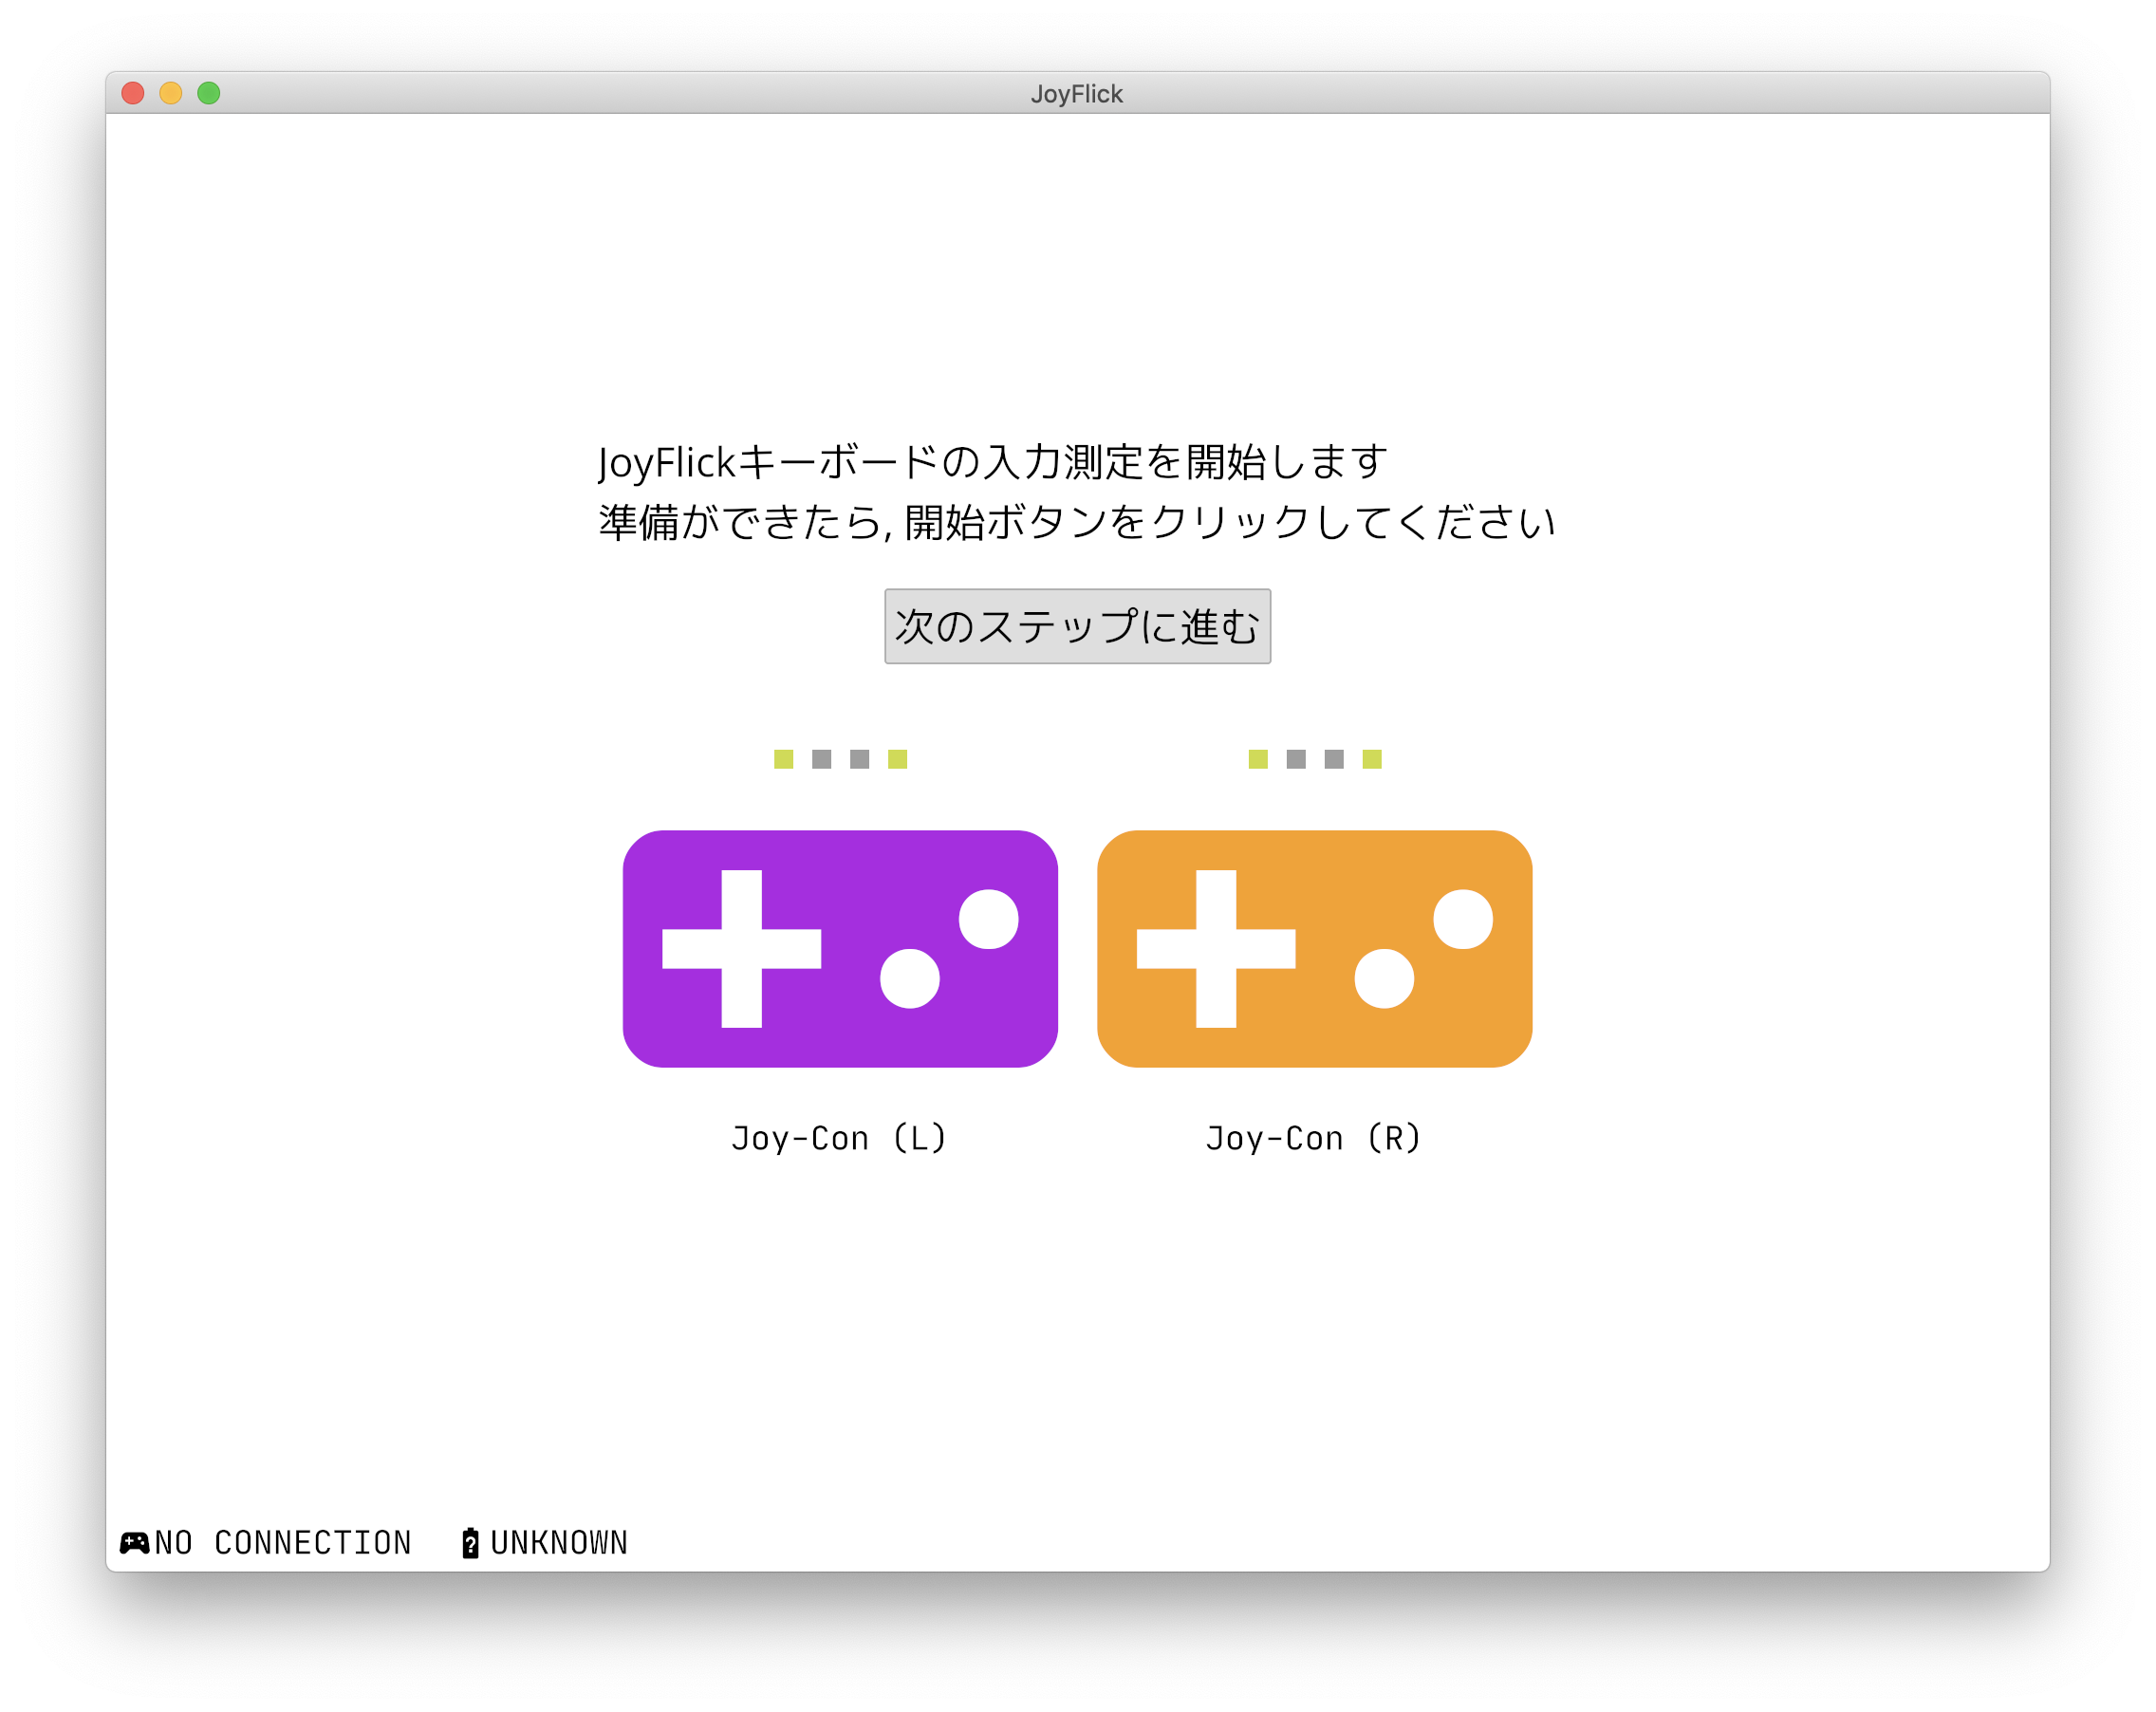 JoyFlick
JoyFlickキーボードの入力測定を開始します
準備ができたら, 開始ボタンをクリックしてください
次のステップに進む
Joy-Con (L)
Joy-Con (R)
NO CONNECTION
UNKNOWN